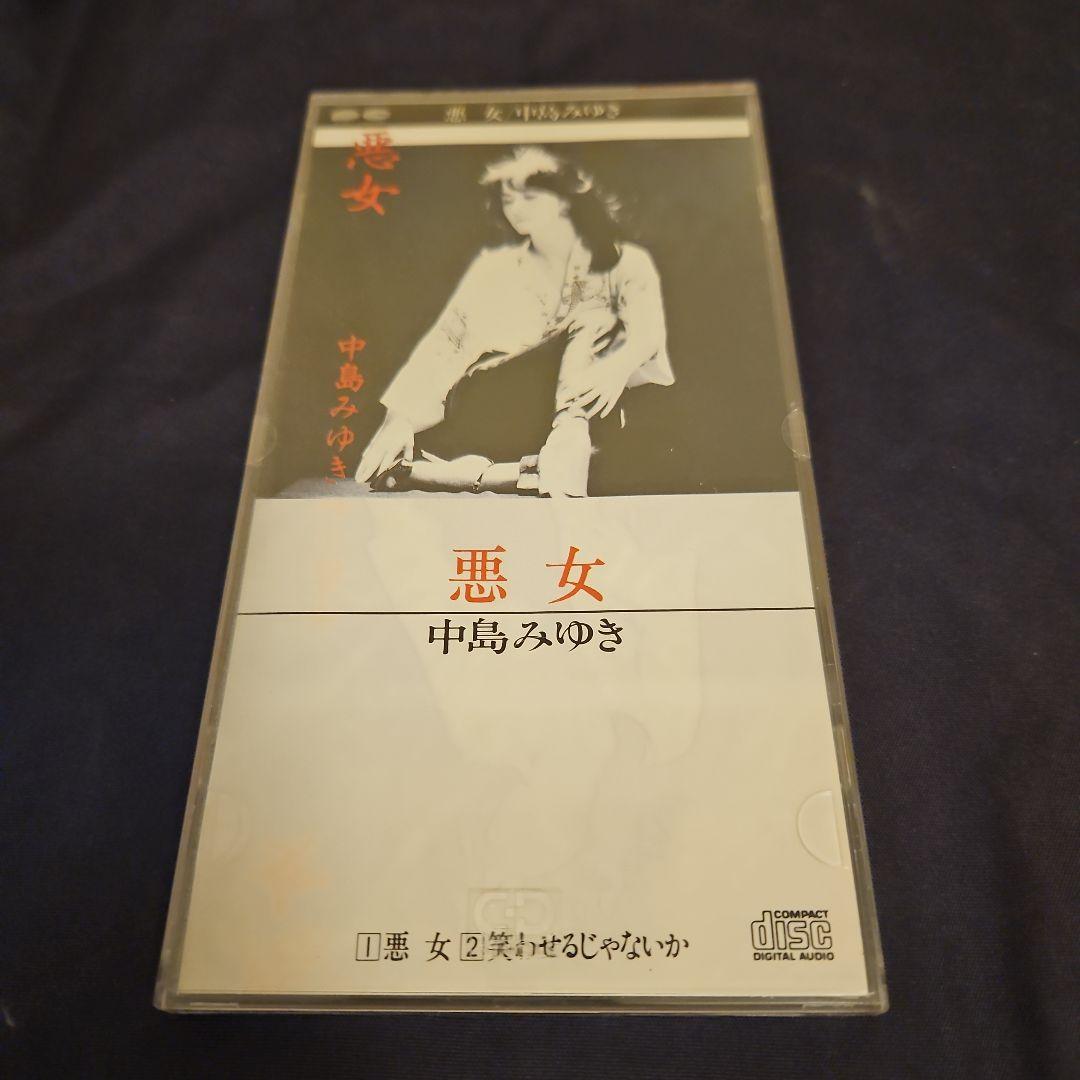 悪 女/中島みゆき
悪女
中島みゆき
悪 女
中島みゆき
1悪 女2笑わせるじゃないか
COMPACT
disc
DIGITAL AUDIO